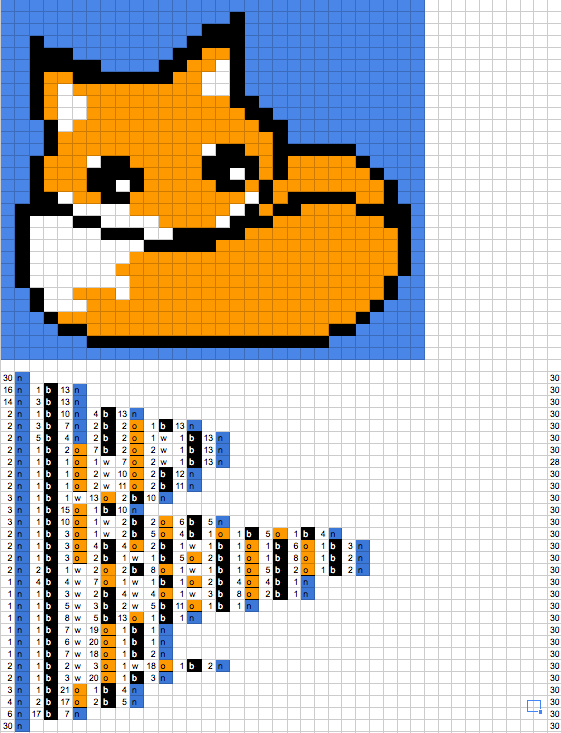 30 n 30
16 n 1 b 13 n 30
14 n 3 b 13 n 30
2 n 1 b 10 n 4 b 13 n 30
2 n 3 b 7 n 2 b 2 o 1 b 13 n 30
2 n 5 b 4 n 2 b 2 o 1 w 1 b 13 n 30
2 n 1 b 2 o 7 b 2 o 2 w 1 b 13 n 30
2 n 1 b 1 o 1 w 7 o 2 w 1 b 13 n 28
2 n 1 b 1 o 2 w 10 o 2 b 12 n 30
2 n 1 b 1 o 2 w 11 o 2 b 11 n 30
3 n 1 b 1 w 13 o 2 b 10 n 30
3 n 1 b 15 o 1 b 10 n 30
3 n 1 b 10 o 1 w 2 b 2 o 6 b 5 n 30
2 n 1 b 3 o 1 w 2 b 5 o 4 b 1 o 1 b 5 o 1 b 4 n 30
2 n 1 b 3 o 4 b 4 o 2 b 1 w 1 b 1 o 1 b 6 o 1 b 3 n 30
2 n 1 b 3 o 2 b 1 w 1 b 5 o 2 b 1 o 1 b 8 o 1 b 2 n 30
2 n 2 b 1 w 2 o 2 b 8 o 1 w 1 b 1 o 5 b 2 o 1 b 2 n 30
1 n 4 b 4 w 7 o 1 w 1 b 1 o 2 b 4 o 4 b 1 n 30
1 n 1 b 3 w 2 b 4 w 4 o 1 w 3 b 8 o 2 b 1 n 30
1 n 1 b 5 w 3 b 2 w 5 b 11 o 1 b 1 n 30
1 n 1 b 8 w 5 b 13 o 1 b 1 n 30
1 n 1 b 7 w 19 o 1 b 1 n 30
1 n 1 b 6 w 20 o 1 b 1 n 30
1 n 1 b 7 w 18 o 1 b 2 n 30
2 n 1 b 2 w 3 o 1 w 18 o 1 b 2 n 30
2 n 1 b 3 w 20 o 1 b 3 n 30
3 n 1 b 21 o 1 b 4 n 30
4 n 2 b 17 o 2 b 5 n 30
6 n 17 b 7 n 30
30 n 30